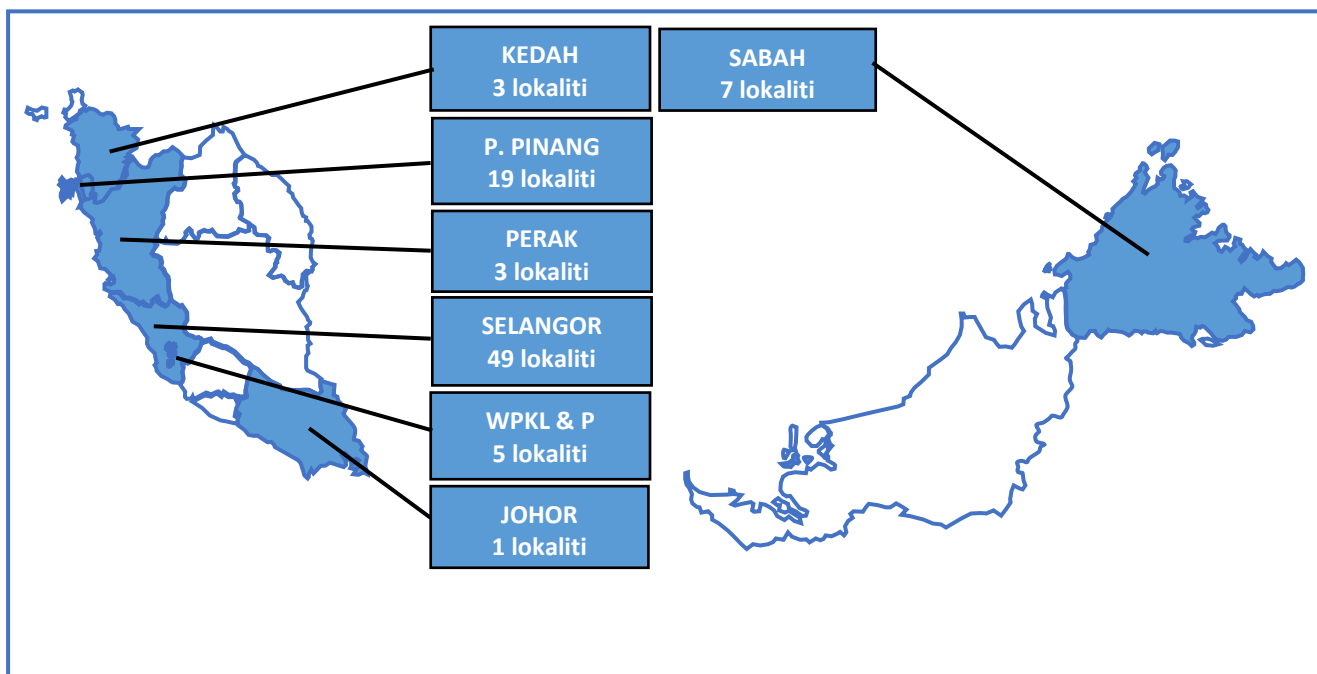 KEDAH
3 lokaliti
SABAH
7 lokaliti
P. PINANG
19 lokaliti
PERAK
3 lokaliti
SELANGOR
49 lokaliti
WPKL & P
5 lokaliti
JOHOR
1 lokaliti